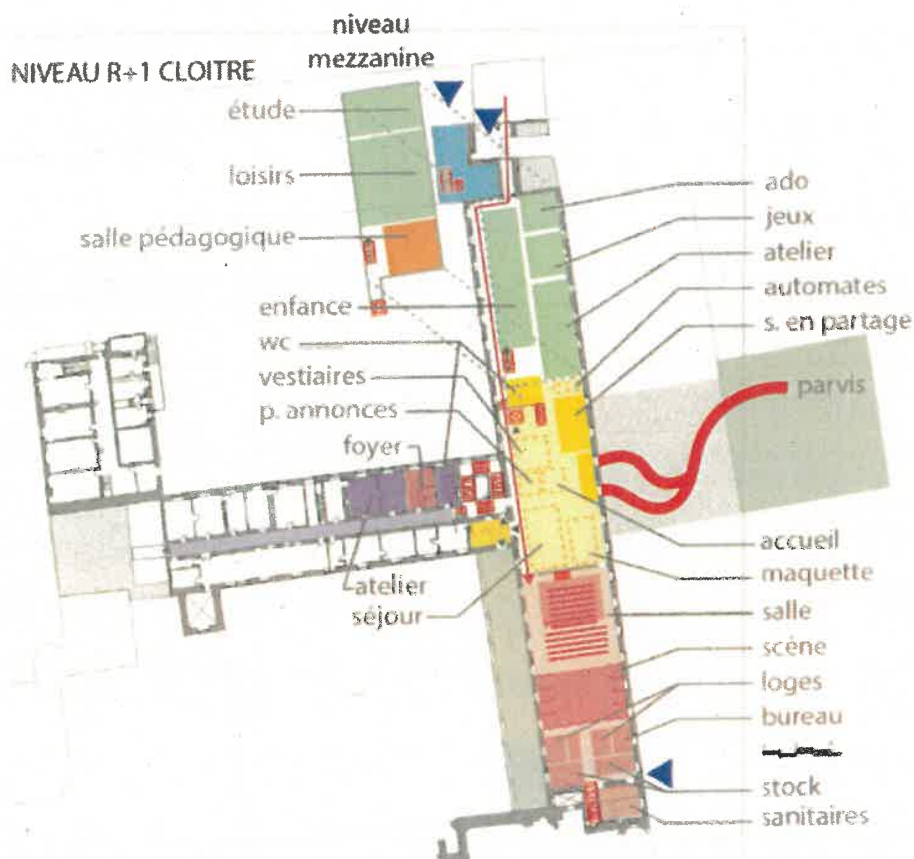 niveau
mezzanine
NIVEAU R+1 CLOITRE
étude
loisirs
salle pédagogique
enfance
wc
vestiaires
p. annonces
foyer
atelier
séjour
ado
jeux
atelier
automates
s. en partage
parvis
accueil
maquette
salle
scène
loges
bureau
stock
sanitaires